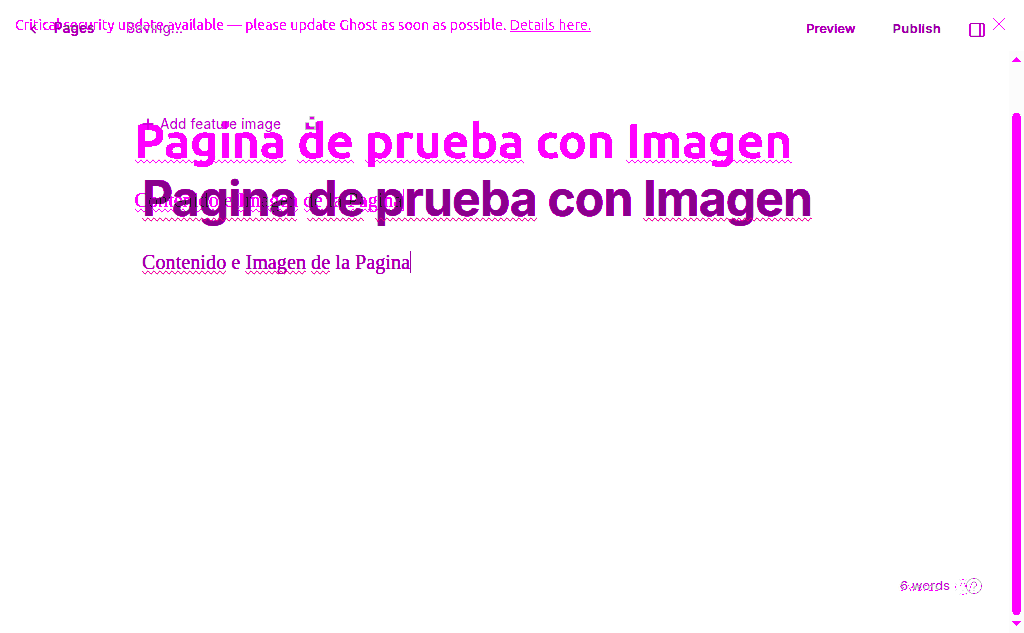 Critical security update available — please update Ghost as soon as possible. Details here.
Pages Saving... Preview Publish
Add feature image
Pagina de prueba con Imagen
Contenido e Imagen de la Pagina
Pagina de prueba con Imagen
Contenido e Imagen de la Pagina
6 words